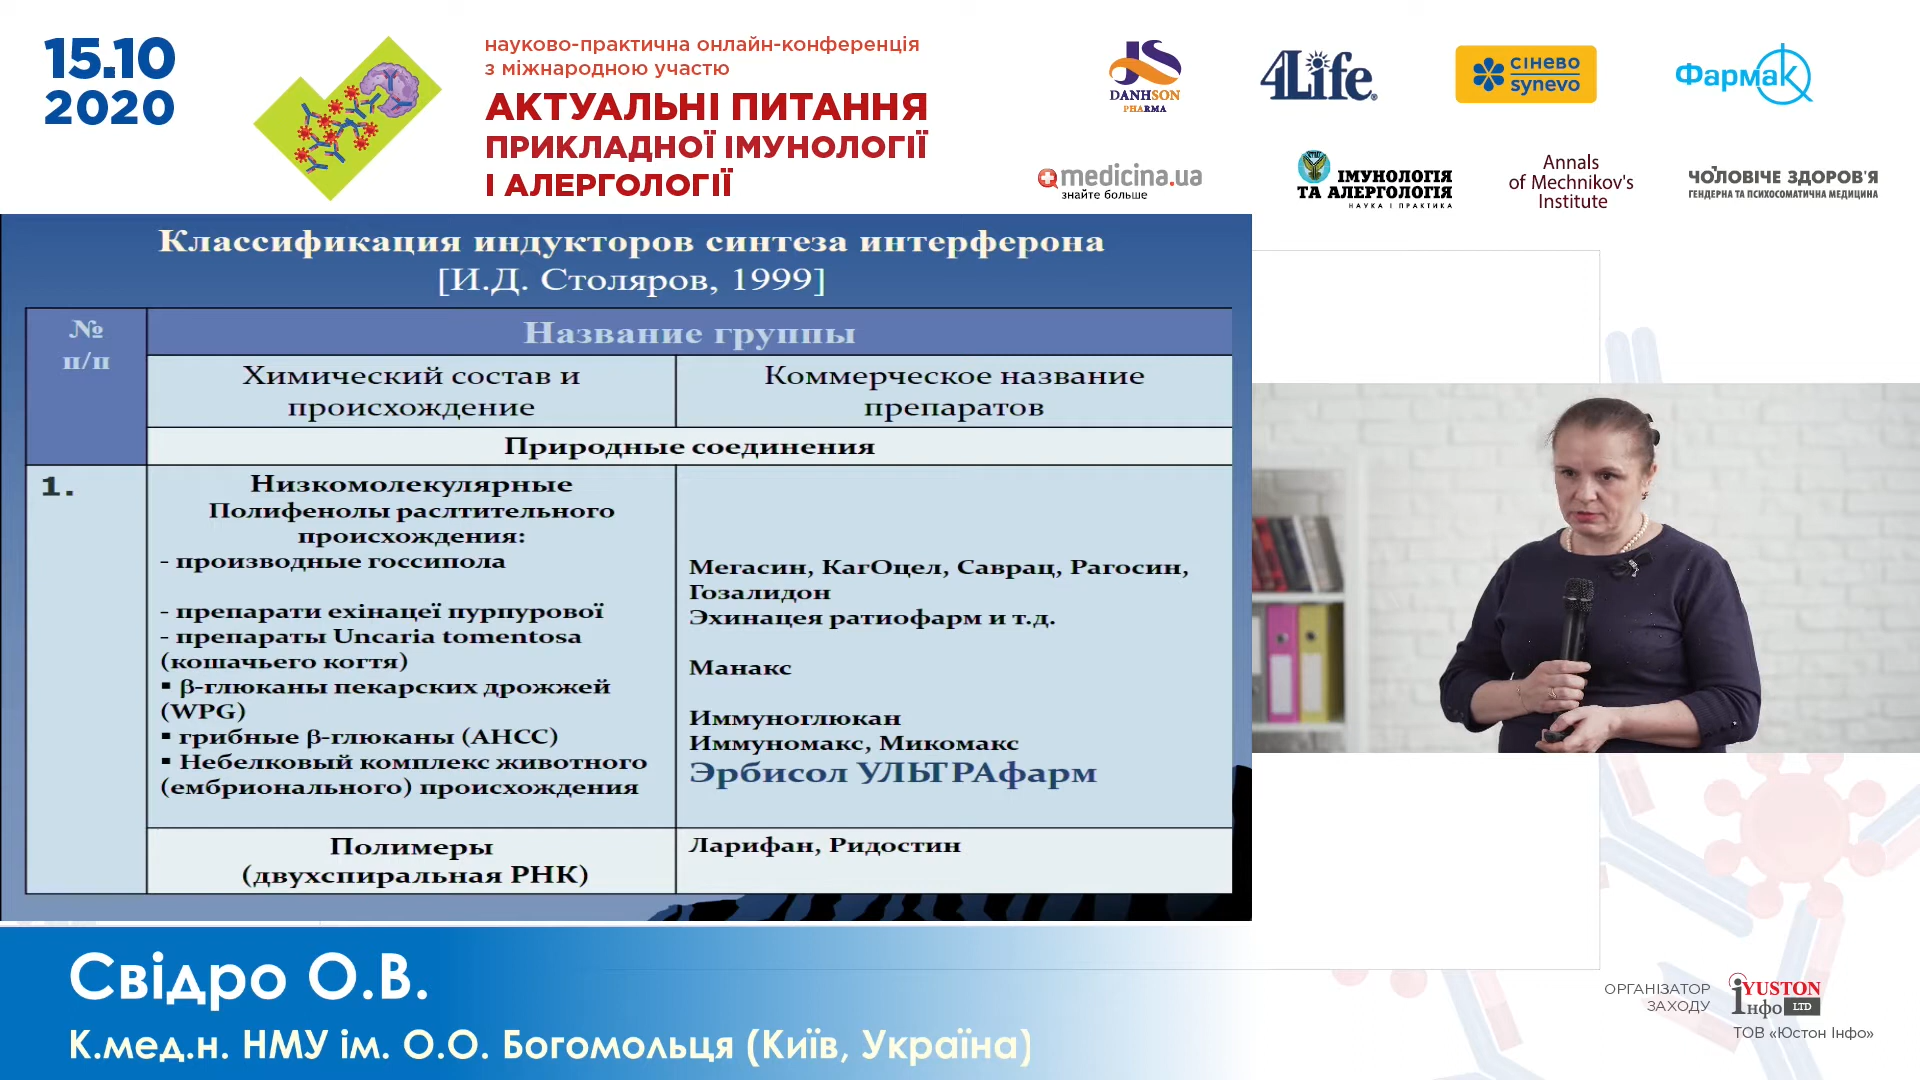 15.10
2020
науково-практична онлайн-конференція
з міжнародною участю
АКТУАЛЬНІ ПИТАННЯ
ПРИКЛАДНОЇ ІМУНОЛОГІЇ
І АЛЕРГОЛОГІЇ
DANHSON
PHARMA
4Life®
сінево
synevo
Фармак
medicina.ua
знайте больше
ІМУНОЛОГІЯ
ТА АЛЕРГОЛОГІЯ
НАУКА І ПРАКТИКА
Annals
of Mechnikov's
Institute
ЧОЛОВІЧЕ ЗДОРОВ'Я
ГЕНДЕРНА ТА ПСИХОСОМАТИЧНА МЕДИЦИНА
Классификация индукторов синтеза интерферона
[И.Д. Столяров, 1999]
№
п/п
Название группы
Химический состав и
происхождение
Коммерческое название
препаратов
Природные соединения
1.
Низкомолекулярные
Полифенолы раслтительного
происхождения:
- производные госсипола
- препарати ехінацеї пурпурової
- препараты Uncaria tomentosa
(кошачьего когтя)
▪ β-глюканы пекарских дрожжей
(WPG)
▪ грибные β-глюканы (AHCC)
▪ Небелковый комплекс животного
(ембрионального) происхождения
Мегасин, КагОцел, Саврац, Рагосин,
Гозалидон
Эхинацея ратиофарм и т.д.
Манакс
Иммуноглюкан
Иммуномакс, Микомакс
Эрбисол УЛЬТРАфарм
Полимеры
(двухспиральная РНК)
Ларифан, Ридостин
Свідро О.В.
К.мед.н. НМУ ім. О.О. Богомольця (Київ, Україна)
ОРГАНІЗАТОР
ЗАХОДУ
YUSTON
інфо LTD
ТОВ «Юстон Інфо»